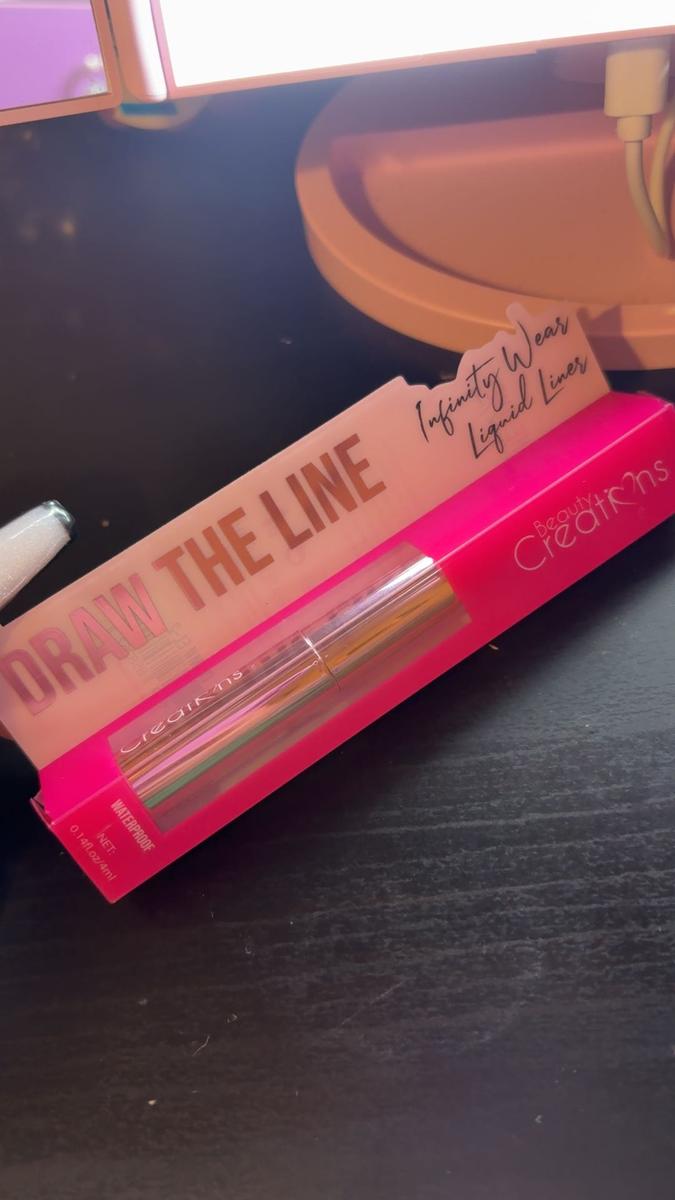 DRAW THE LINE
Infinity Wear
Liquid Liner
Beauty
Creations
Creations
WATERPROOF
NET:
0.14fl.oz/4ml